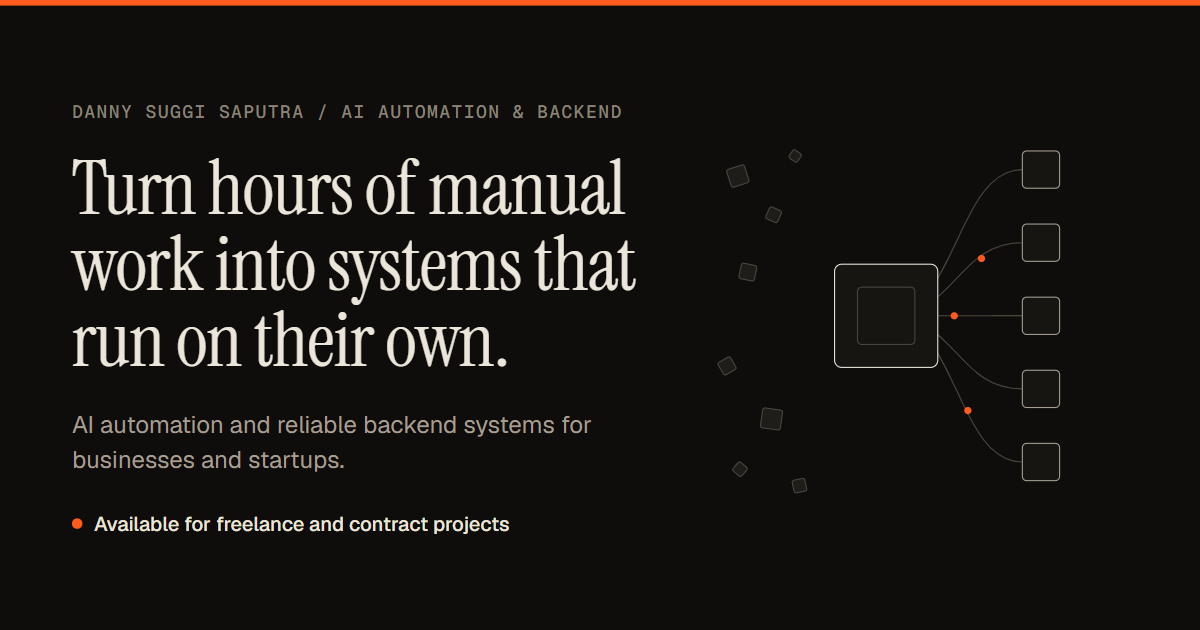 DANNY SUGGI SAPUTRA / AI AUTOMATION & BACKEND
Turn hours of manual
work into systems that
run on their own.
AI automation and reliable backend systems for
businesses and startups.
Available for freelance and contract projects